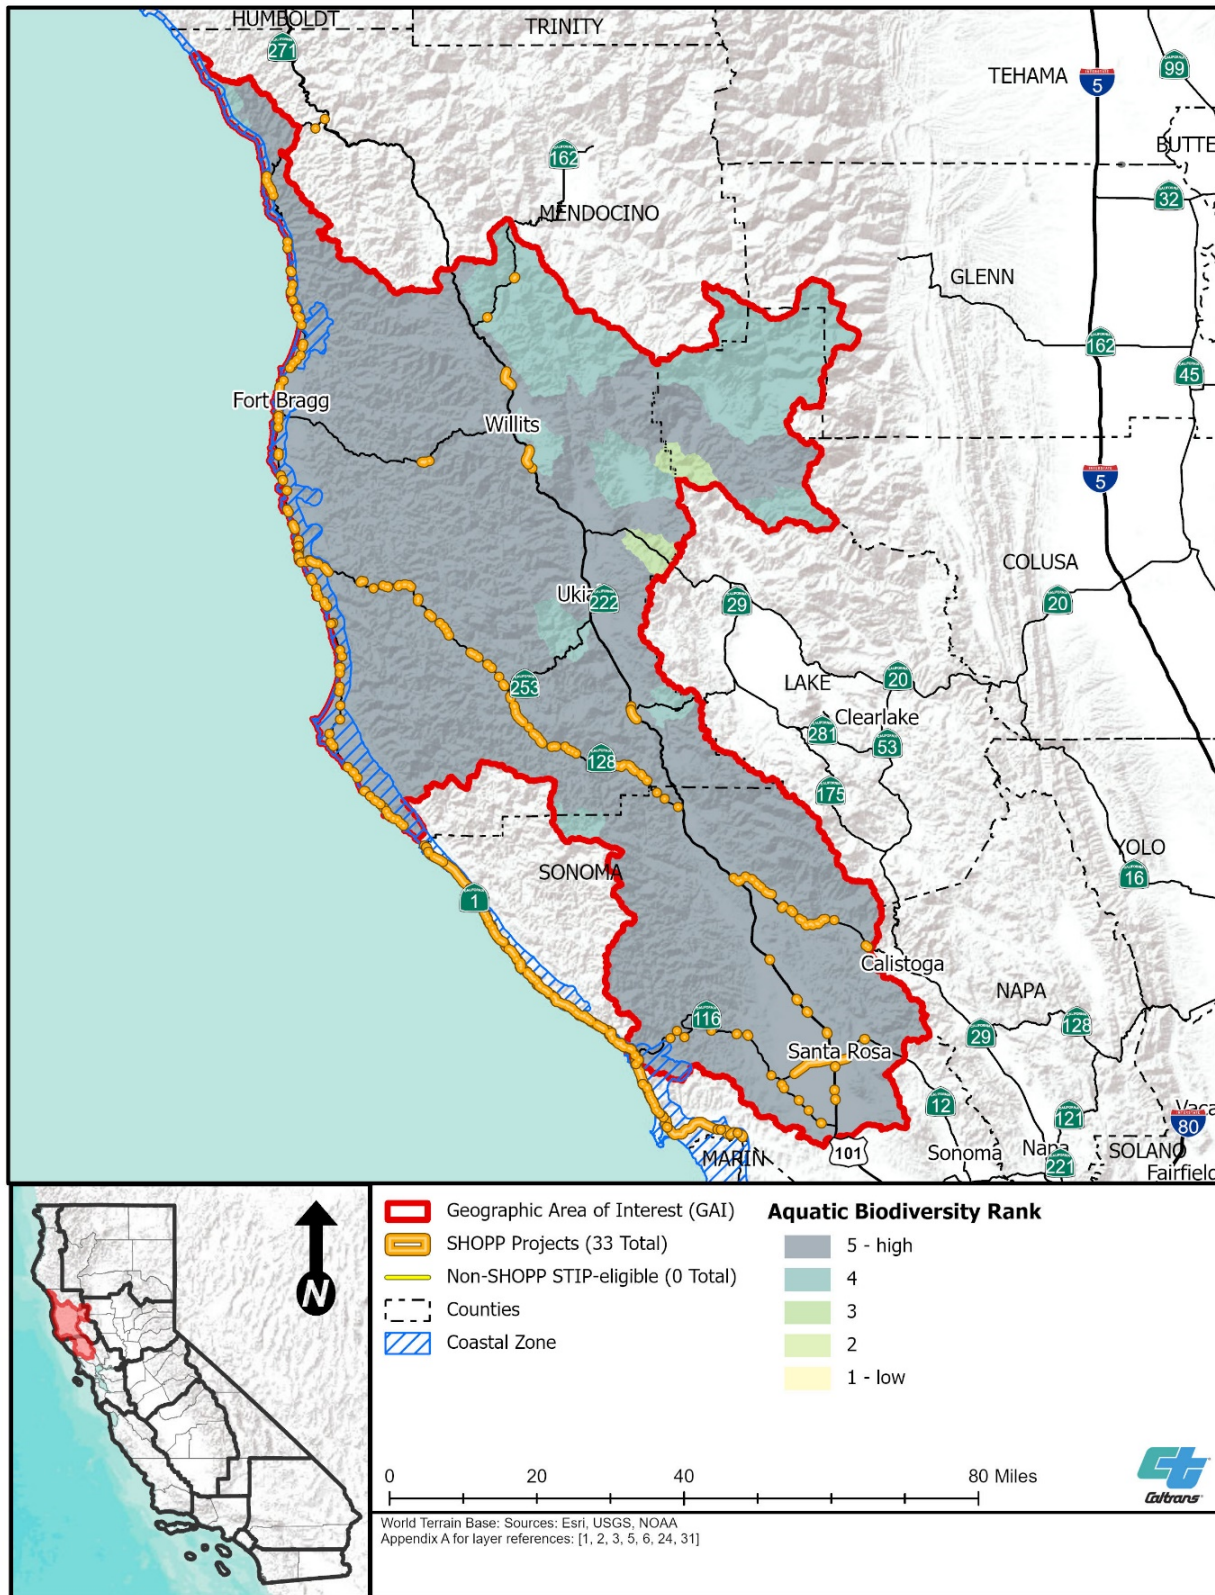 HUMBOLDT
TRINITY
271
TEHAMA
5
99
BUTTE
162
32
MENDOCINO
GLENN
162
45
Fort Bragg
Willits
5
COLUSA
Ukia
222
29
20
253
LAKE
20
Clearlake
281
53
128
175
SONOMA
YOLO
16
1
Calistoga
NAPA
116
128
29
Santa Rosa
12
121
Vaca
80
MARIN
101
Sonoma
Napa
221
SOLANO
Fairfield
N
Geographic Area of Interest (GAI)
SHOPP Projects (33 Total)
Non-SHOPP STIP-eligible (0 Total)
Counties
Coastal Zone
Aquatic Biodiversity Rank
5 - high
4
3
2
1 - low
0 20 40 80 Miles
Caltrans
World Terrain Base: Sources: Esri, USGS, NOAA
Appendix A for layer references: [1, 2, 3, 5, 6, 24, 31]